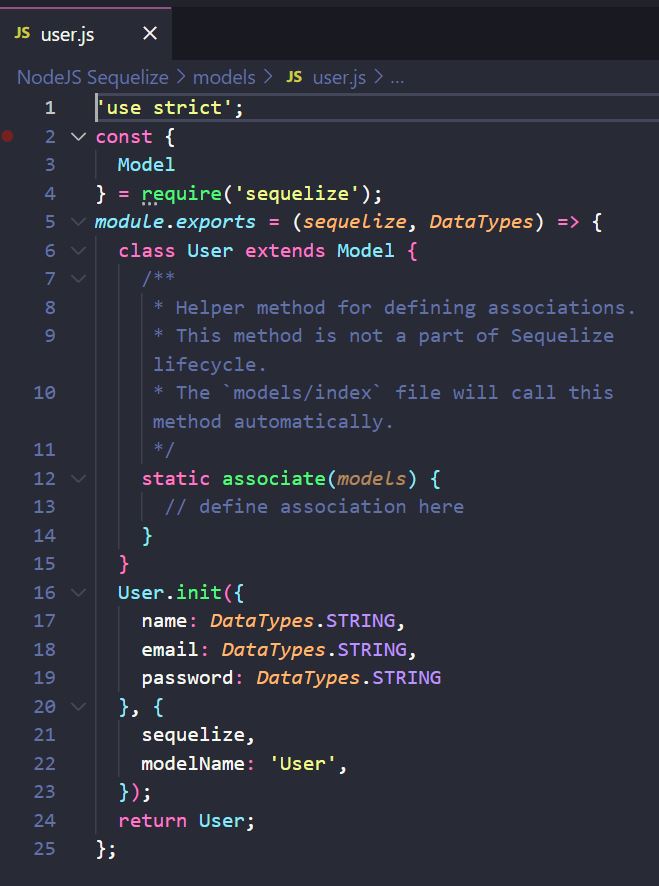 JS user.js ×
NodeJS Sequelize > models > JS user.js > ...
1 'use strict';
2 const {
3 Model
4 } = require('sequelize');
5 module.exports = (sequelize, DataTypes) => {
6 class User extends Model {
7 /**
8 * Helper method for defining associations.
9 * This method is not a part of Sequelize
lifecycle.
10 * The `models/index` file will call this
method automatically.
11 */
12 static associate(models) {
13 // define association here
14 }
15 }
16 User.init({
17 name: DataTypes.STRING,
18 email: DataTypes.STRING,
19 password: DataTypes.STRING
20 }, {
21 sequelize,
22 modelName: 'User',
23 });
24 return User;
25 };